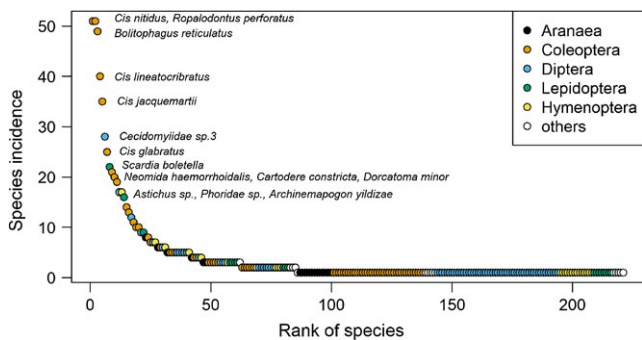 50
40
30
20
10
0
Species incidence
Cis nitidus, Ropalodontus perforatus
Bolitophagus reticulatus
Cis lineatocribratus
Cis jacquemartii
Cecidomyiidae sp.3
Cis glabratus
Scardia boletella
Neomida haemorrhoidalis, Cartodere constricta, Dorcatoma minor
Astichus sp., Phoridae sp., Archinemapogon yildizae
Aranaea
Coleoptera
Diptera
Lepidoptera
Hymenoptera
others
0 50 100 150 200
Rank of species